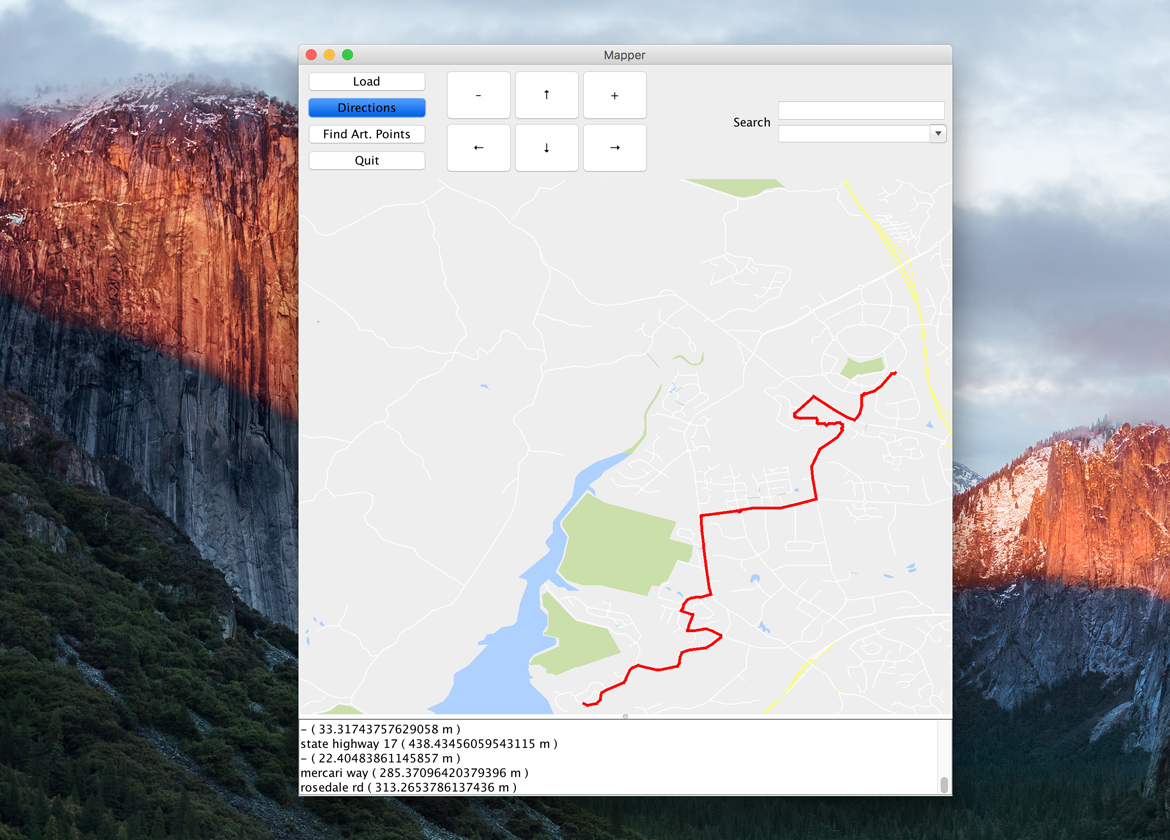 Mapper
Load
Directions
Find Art. Points
Quit
-
↑
+
←
↓
→
Search
- ( 33.31743757629058 m )
state highway 17 ( 438.43456059543115 m )
- ( 22.40483861145857 m )
mercari way ( 285.37096420379396 m )
rosedale rd ( 313.2653786137436 m )